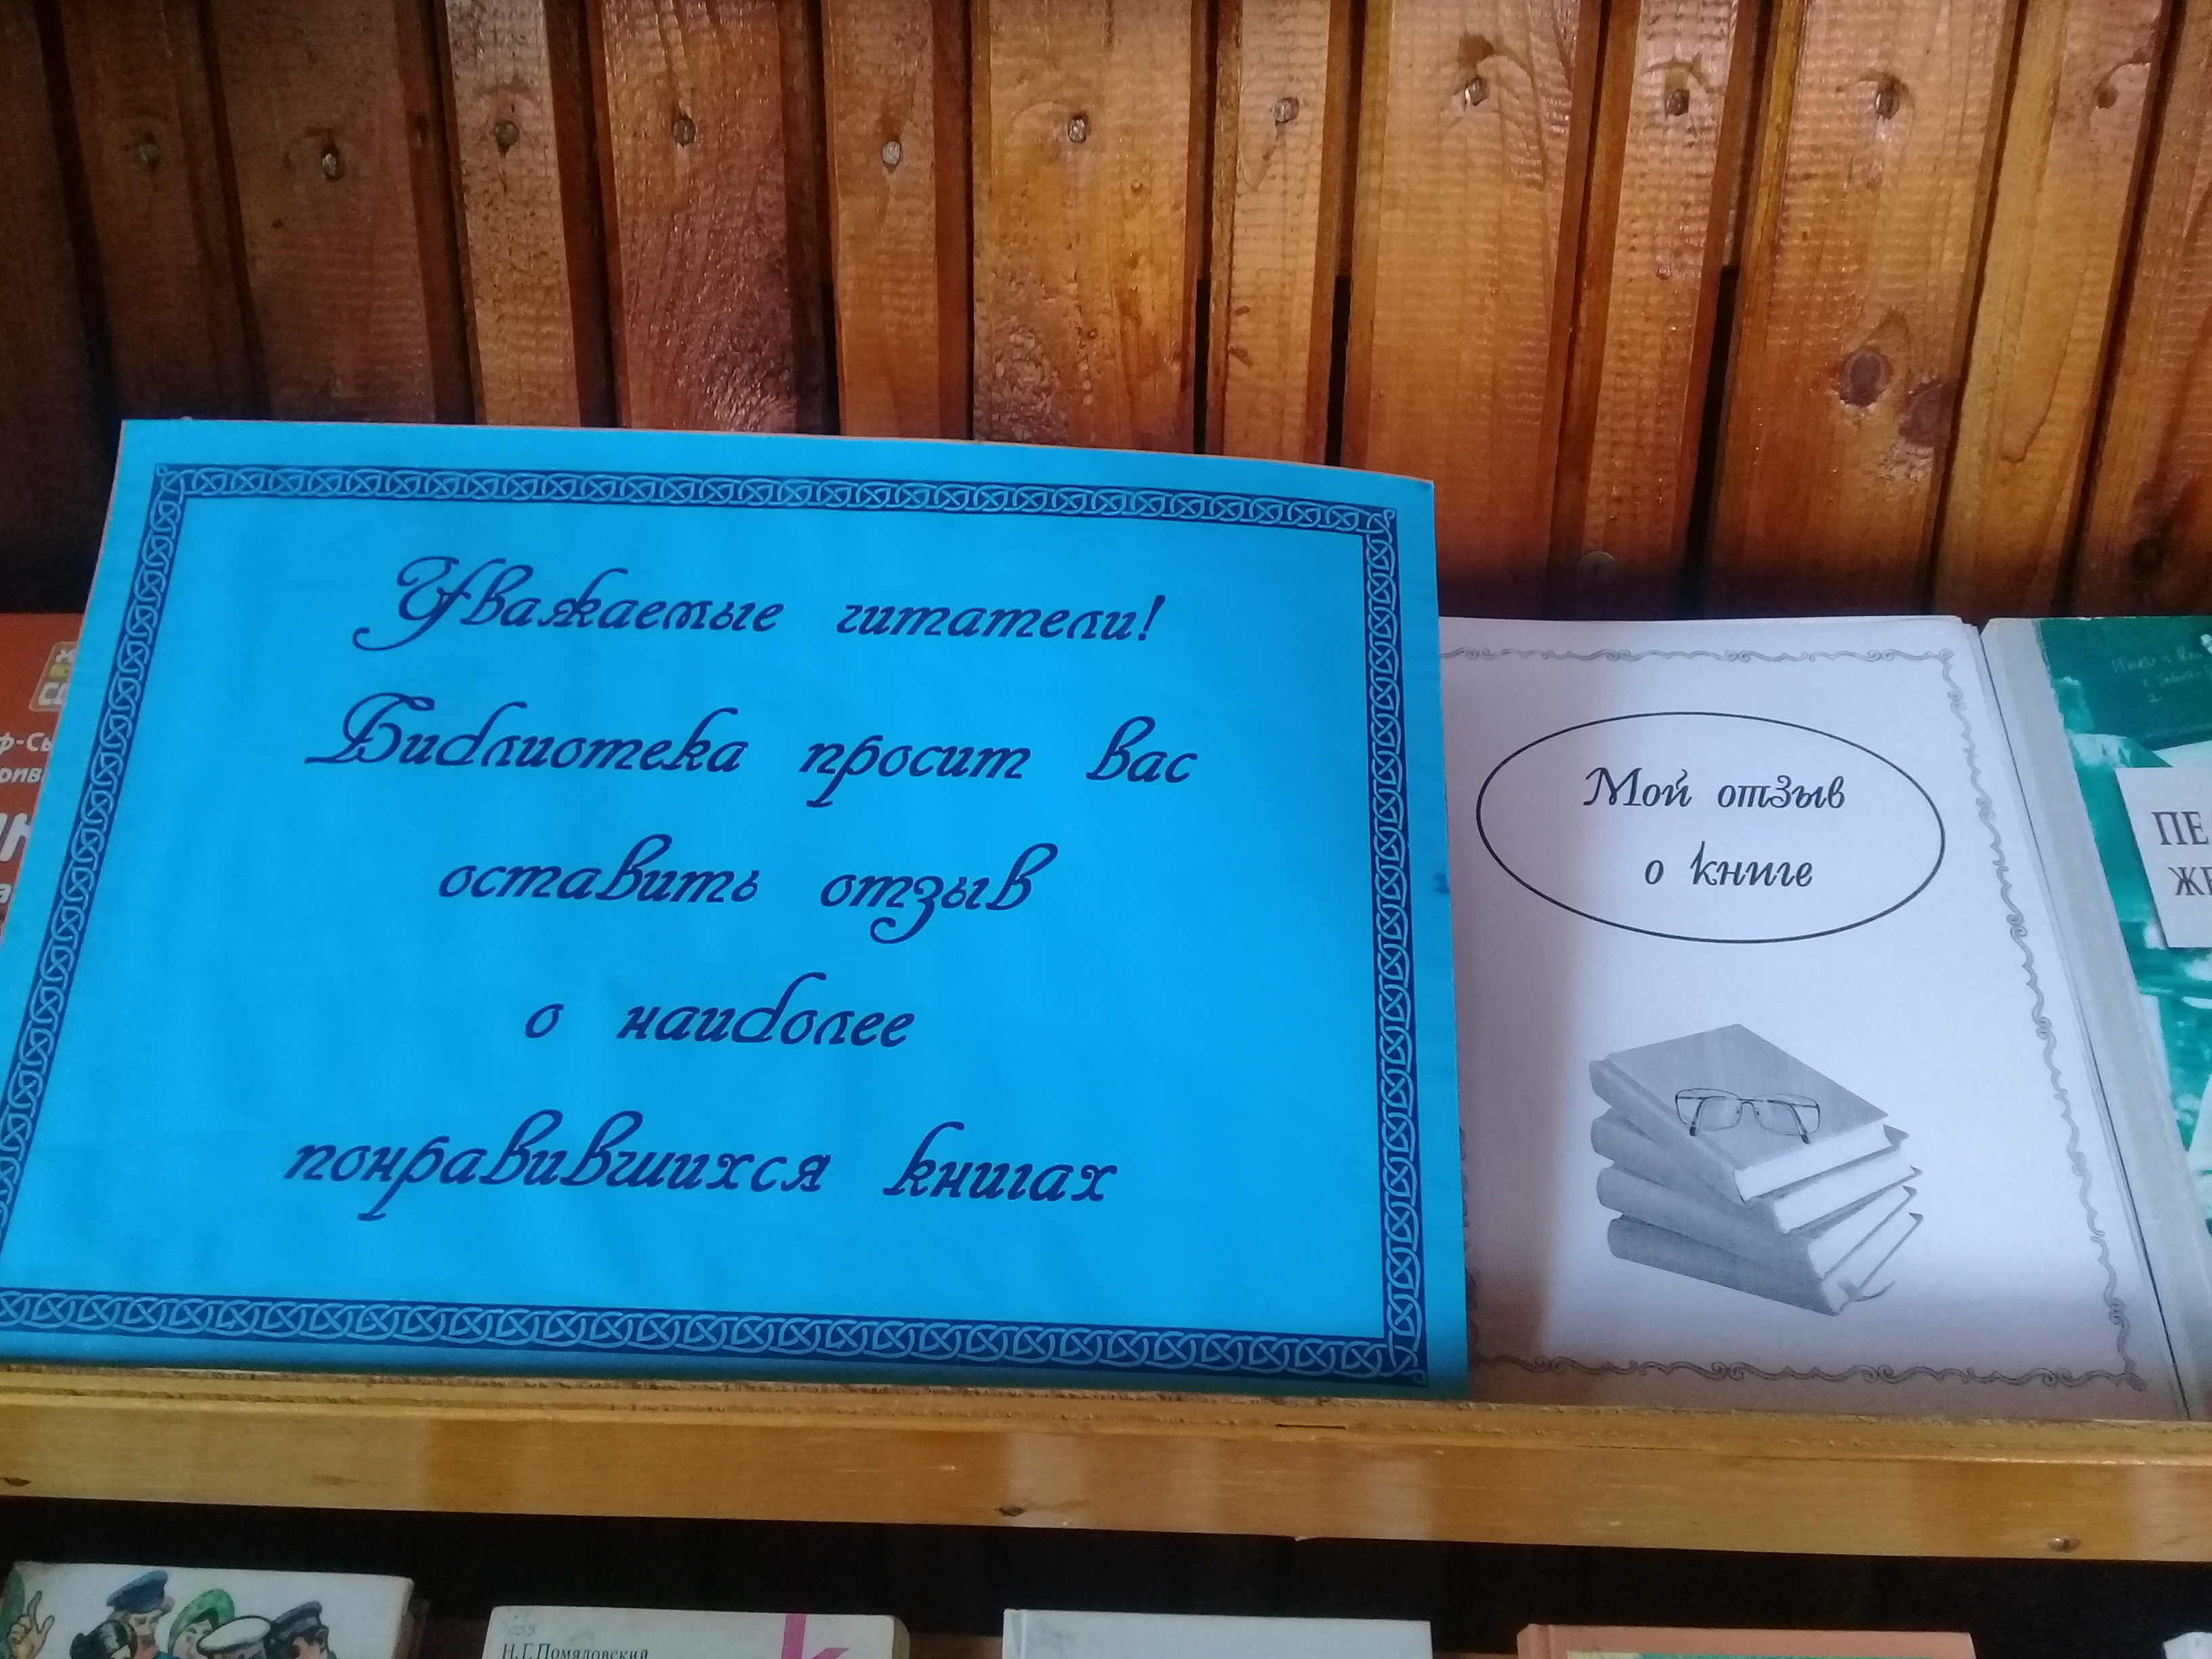 Уважаемые читатели!
Библиотека просит вас
оставить отзыв
о наиболее
понравившихся книгах
Мой отзыв
о книге
Н.Г.Помяловский